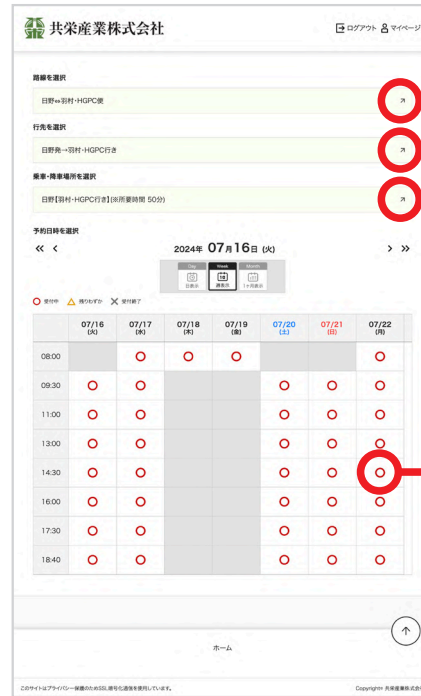 共栄産業株式会社
ログアウト マイページ
路線を選択
日野⇔羽村・HGPC便
行先を選択
日野発→羽村・HGPC行き
乗車・降車場所を選択
日野【羽村・HGPC行き】(※所要時間 50分)
予約日時を選択
« < 2024年 07月16日 (火) > »
Day Week Month
日表示 週表示 1ヶ月表示
受付中 残りわずか 受付終了
07/16 07/17 07/18 07/19 07/20 07/21 07/22
(火) (水) (木) (金) (土) (日) (月)
08:00
09:30
11:00
13:00
14:30
16:00
17:30
18:40
ホーム
このサイトはプライバシー保護のためSSL暗号化通信を使用しています。
Copyright© 共栄産業株式会